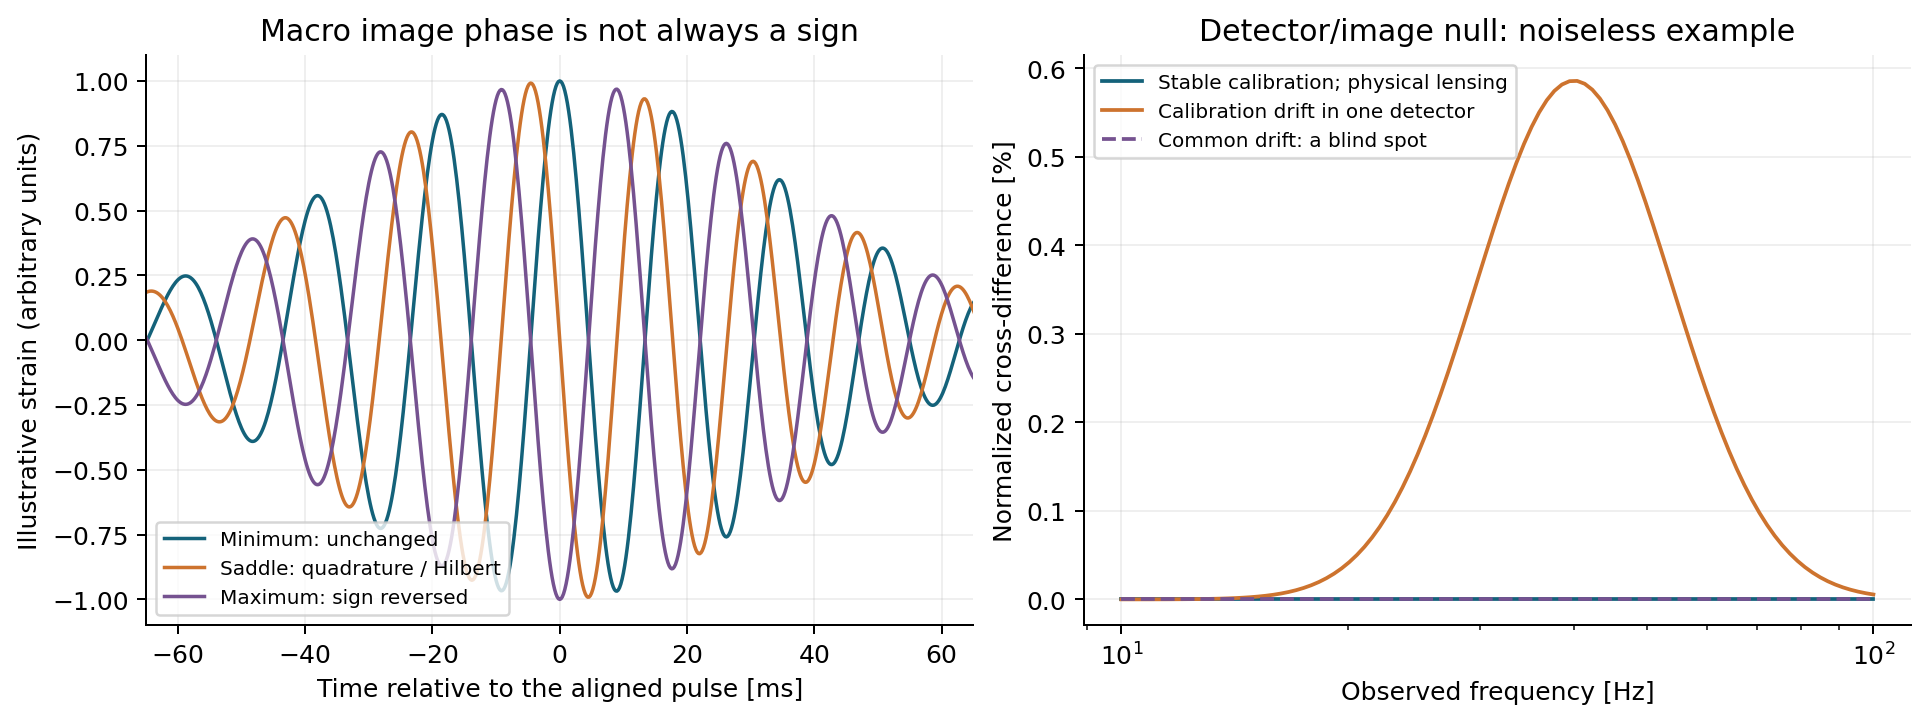 Macro image phase is not always a sign
Illustrative strain (arbitrary units)
1.00
0.75
0.50
0.25
0.00
−0.25
−0.50
−0.75
−1.00
Minimum: unchanged
Saddle: quadrature / Hilbert
Maximum: sign reversed
−60
−40
−20
0
20
40
60
Time relative to the aligned pulse [ms]
Detector/image null: noiseless example
Normalized cross-difference [%]
0.6
0.5
0.4
0.3
0.2
0.1
0.0
Stable calibration; physical lensing
Calibration drift in one detector
Common drift: a blind spot
10¹
10²
Observed frequency [Hz]